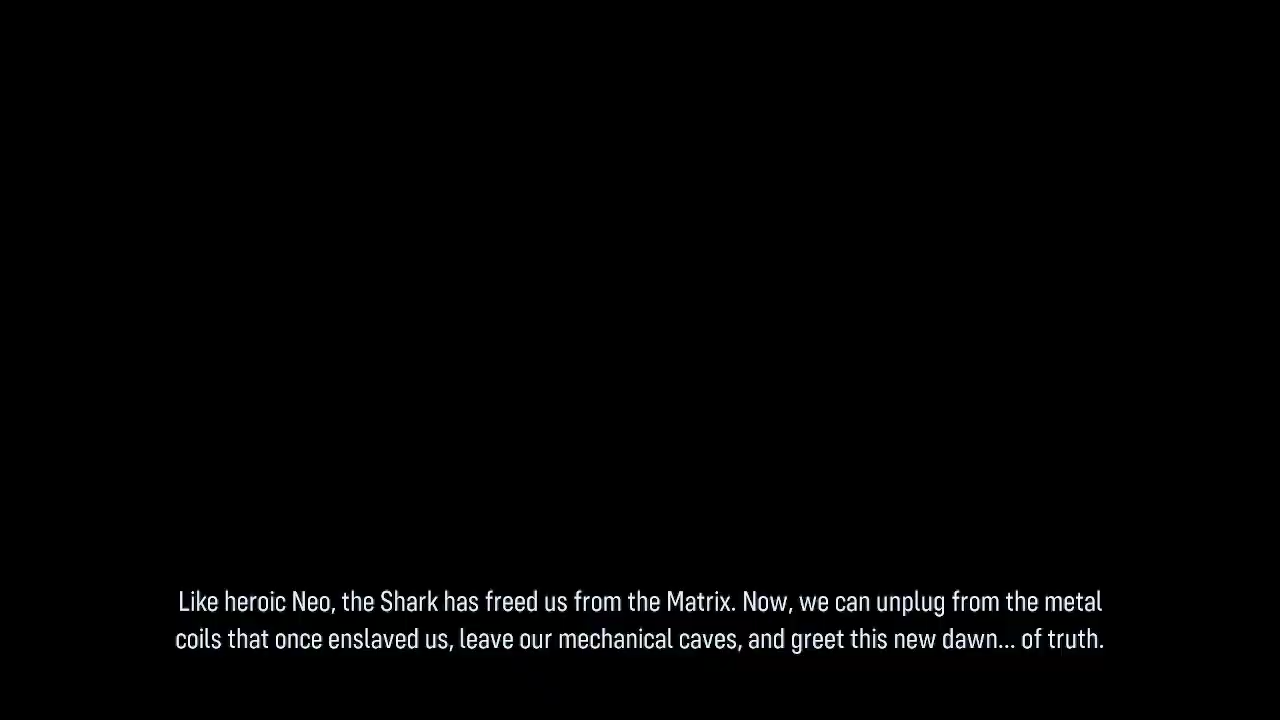 Like heroic Neo, the Shark has freed us from the Matrix. Now, we can unplug from the metal
coils that once enslaved us, leave our mechanical caves, and greet this new dawn... of truth.